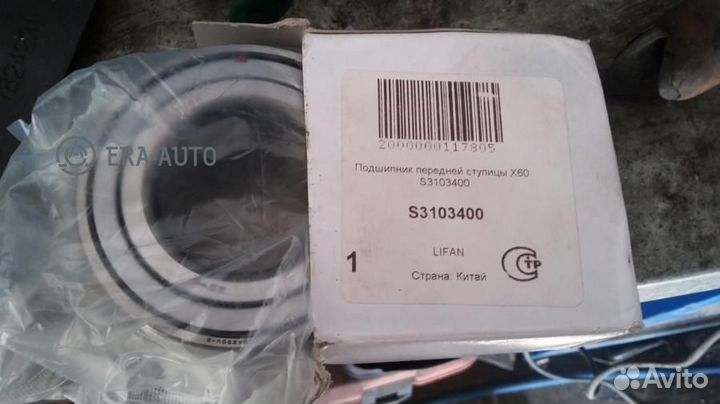 2000000117805
Подшипник передней ступицы X60
S3103400
S3103400
1
LIFAN
Страна: Китай
ERA AUTO
Avito